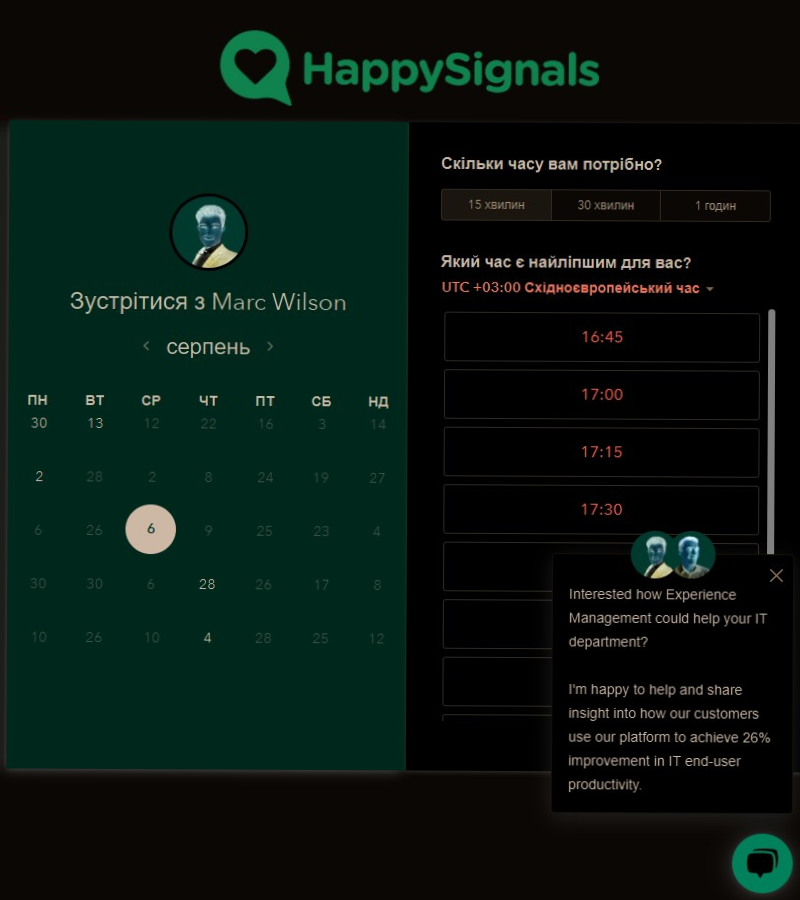 HappySignals
Зустрітися з Marc Wilson
серпень
ПН ВТ СР ЧТ ПТ СБ НД
30 13 12 22 16 3 14
2 28 2 8 24 19 27
6 26 6 9 25 23 4
30 30 6 28 26 17 8
10 26 10 4 28 25 12
Скільки часу вам потрібно?
15 хвилин 30 хвилин 1 годин
Який час є найліпшим для вас?
UTC +03:00 Східноєвропейський час
16:45
17:00
17:15
17:30
Interested how Experience
Management could help your IT
department?
I'm happy to help and share
insight into how our customers
use our platform to achieve 26%
improvement in IT end-user
productivity.